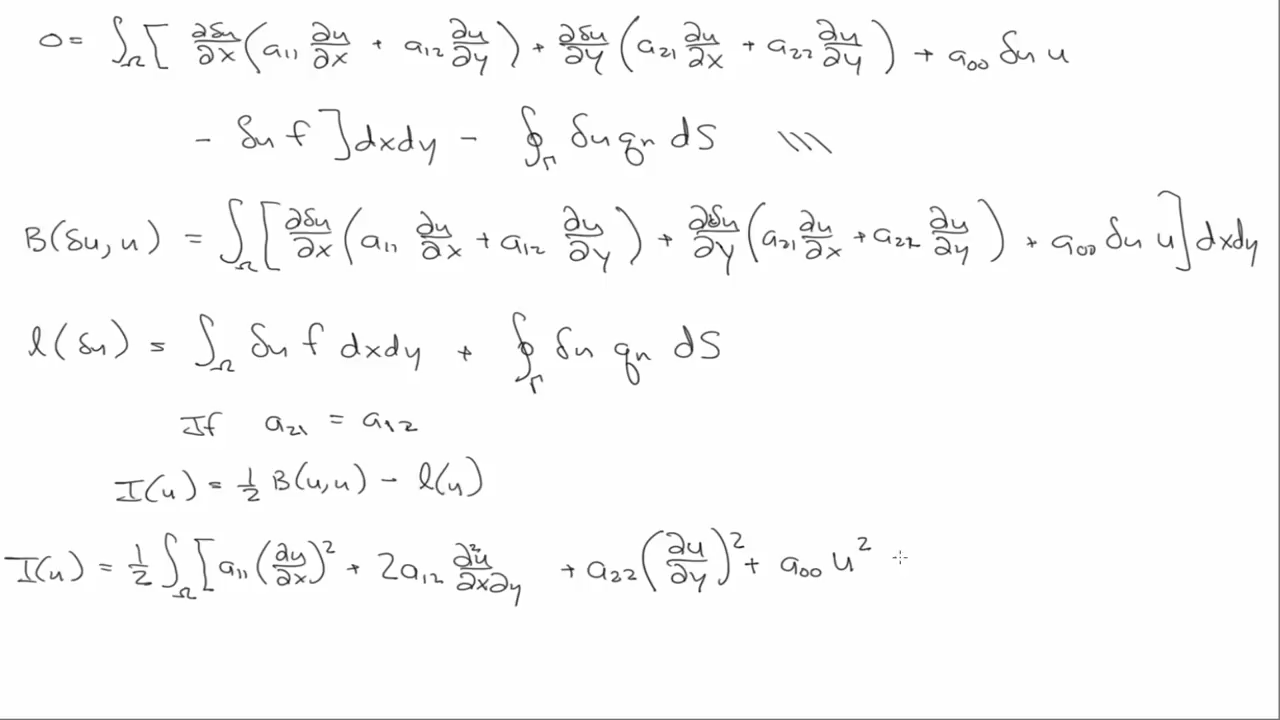 0 = ∫_Ω [ ∂δu/∂x ( a₁₁ ∂u/∂x + a₁₂ ∂u/∂y ) + ∂δu/∂y ( a₂₁ ∂u/∂x + a₂₂ ∂u/∂y ) + a₀₀ δu u
- δu f ] dxdy - ∮_Γ δu qₙ dS \\\
B(δu, u) = ∫_Ω [ ∂δu/∂x ( a₁₁ ∂u/∂x + a₁₂ ∂u/∂y ) + ∂δu/∂y ( a₂₁ ∂u/∂x + a₂₂ ∂u/∂y ) + a₀₀ δu u ] dxdy
l(δu) = ∫_Ω δu f dxdy + ∮_Γ δu qₙ dS
If a₂₁ = a₁₂
I(u) = ½ B(u,u) - l(u)
I(u) = ½ ∫_Ω [ a₁₁ (∂u/∂x)² + 2a₁₂ ∂²u/∂x∂y + a₂₂ (∂u/∂y)² + a₀₀ u²